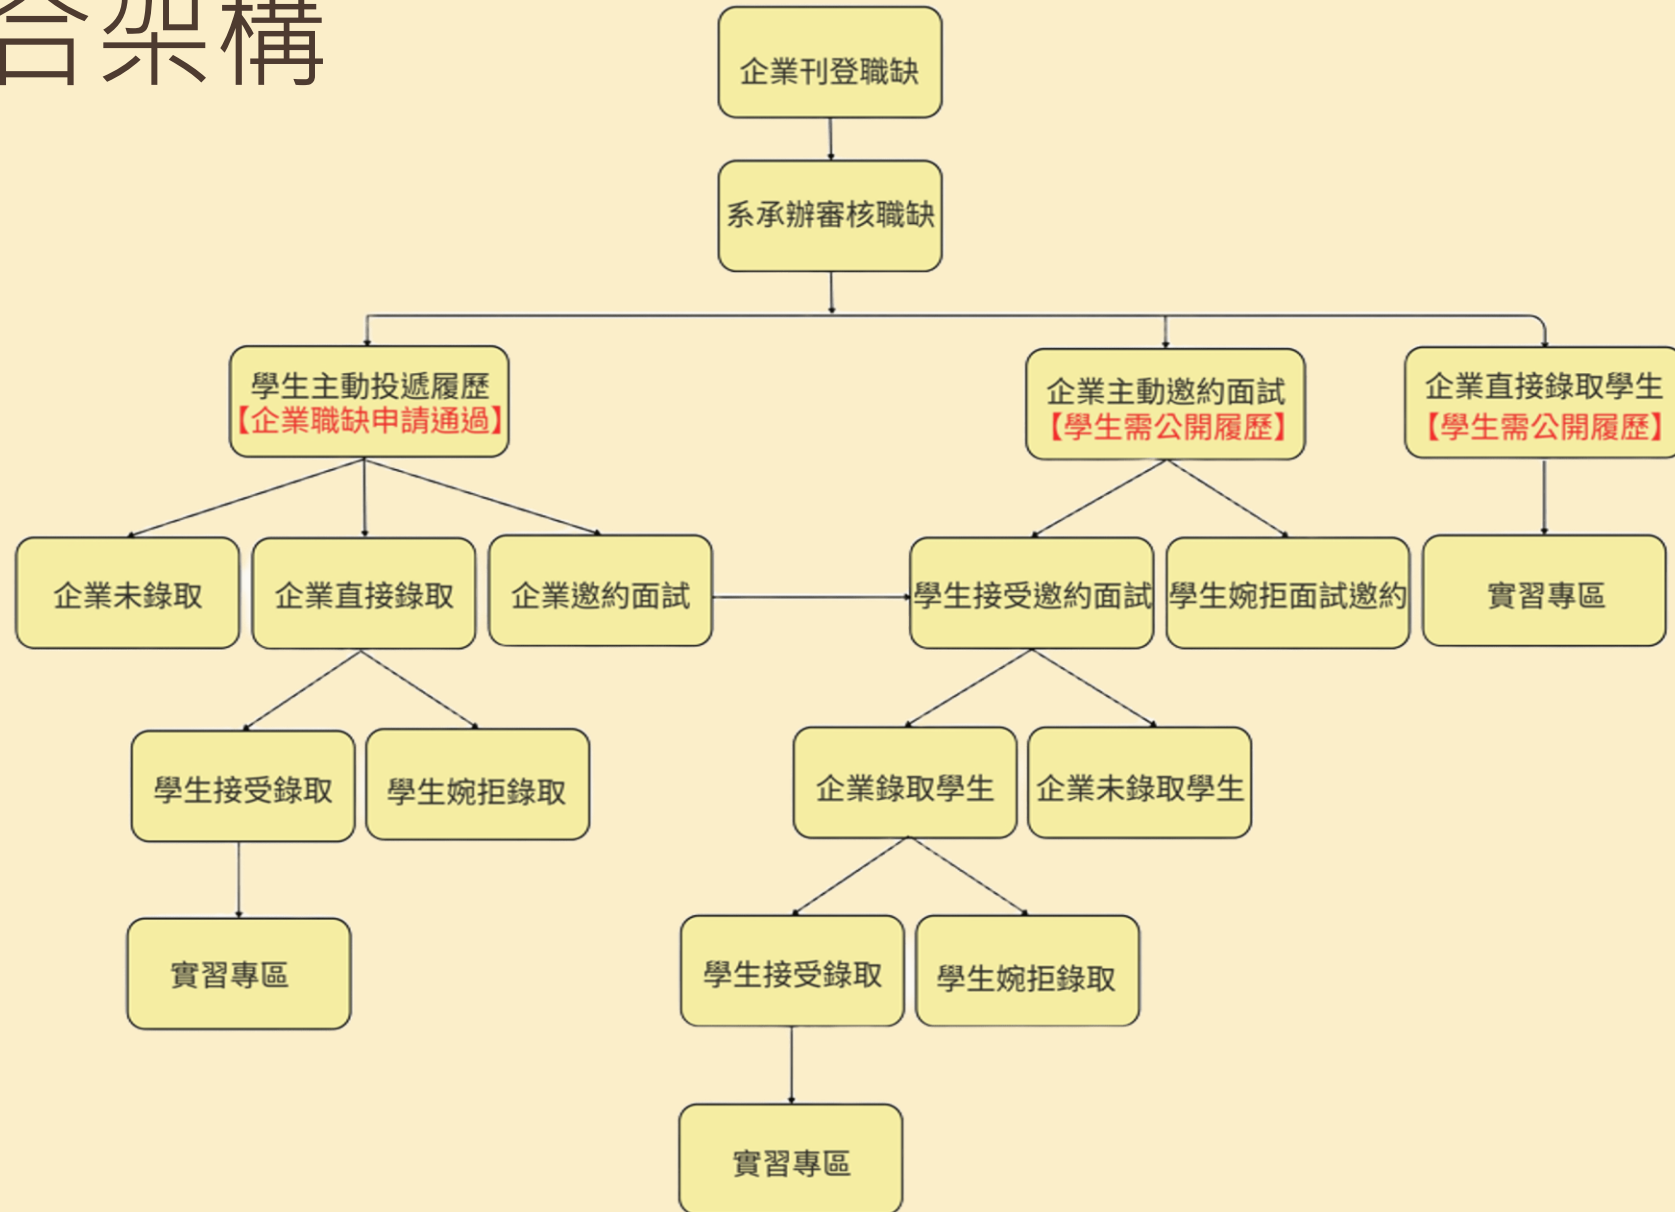 合架構
企業刊登職缺
系承辦審核職缺
學生主動投遞履歷
【企業職缺申請通過】
企業主動邀約面試
【學生需公開履歷】
企業直接錄取學生
【學生需公開履歷】
企業未錄取
企業直接錄取
企業邀約面試
學生接受邀約面試
學生婉拒面試邀約
實習專區
學生接受錄取
學生婉拒錄取
企業錄取學生
企業未錄取學生
實習專區
學生接受錄取
學生婉拒錄取
實習專區